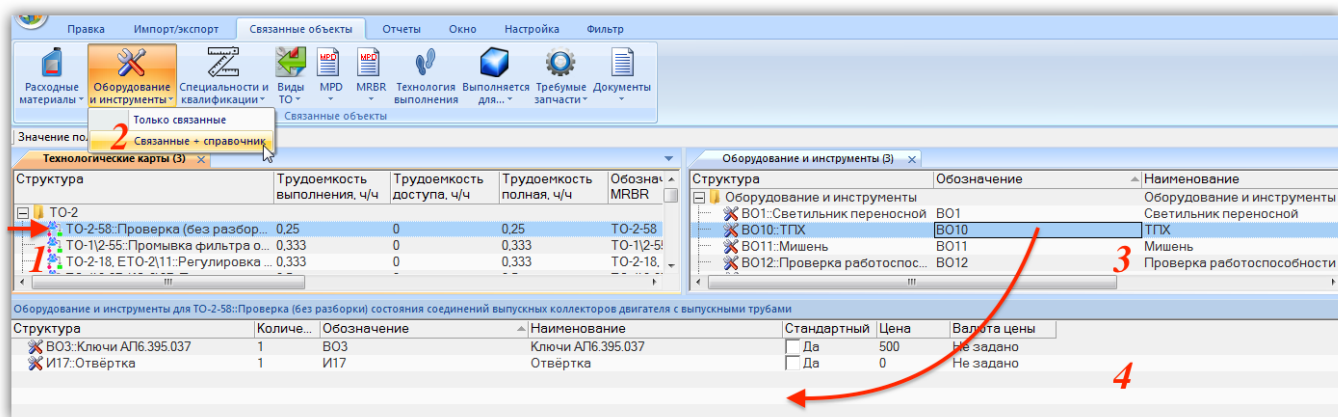 Правка Импорт/экспорт Связанные объекты Отчеты Окно Настройка Фильтр
Расходные материалы
Оборудование и инструменты
Специальности и квалификации
Виды ТО
MPD
MRBR
Технология выполнения
Выполняется для...
Требумые запчасти
Документы
Связанные объекты
Только связанные
2
Связанные + справочник
Значение по
Технологические карты (3)
Структура Трудоемкость выполнения, ч/ч Трудоемкость доступа, ч/ч Трудоемкость полная, ч/ч Обознач MRBR
ТО-2
ТО-2-58::Проверка (без разбор... 0,25 0 0,25 ТО-2-58
1
ТО-1\2-55::Промывка фильтра о... 0,333 0 0,333 ТО-1\2-5
ТО-2-18, ЕТО-2\11::Регулировка ... 0,333 0 0,333 ТО-2-18,
Оборудование и инструменты (3)
Структура Обозначение Наименование
Оборудование и инструменты Оборудование и инструменты
ВО1::Светильник переносной ВО1 Светильник переносной
ВО10::ТПХ ВО10 ТПХ
ВО11::Мишень ВО11 Мишень
3
ВО12::Проверка работоспос... ВО12 Проверка работоспособности
Оборудование и инструменты для ТО-2-58::Проверка (без разборки) состояния соединений выпускных коллекторов двигателя с выпускными трубами
Структура Количе... Обозначение Наименование Стандартный Цена Валюта цены
ВО3::Ключи АП6.395.037 1 ВО3 Ключи АП6.395.037 Да 500 Не задано
И17::Отвёртка 1 И17 Отвёртка Да 0 Не задано
4